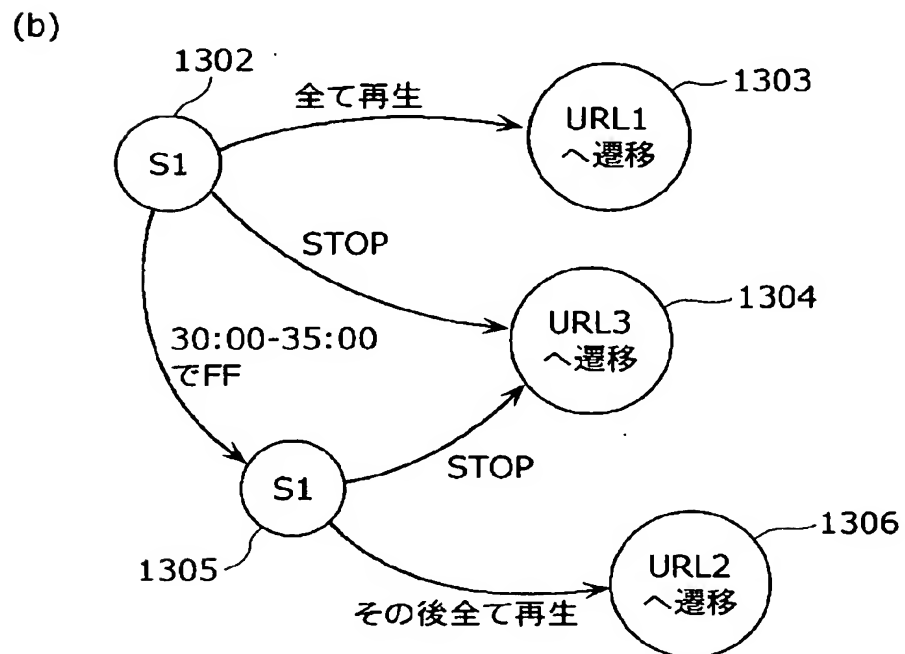 (b)
1302
全て再生
1303
URL1
へ遷移
S1
STOP
1304
URL3
へ遷移
30:00-35:00
でFF
STOP
S1
1305
1306
URL2
へ遷移
その後全て再生